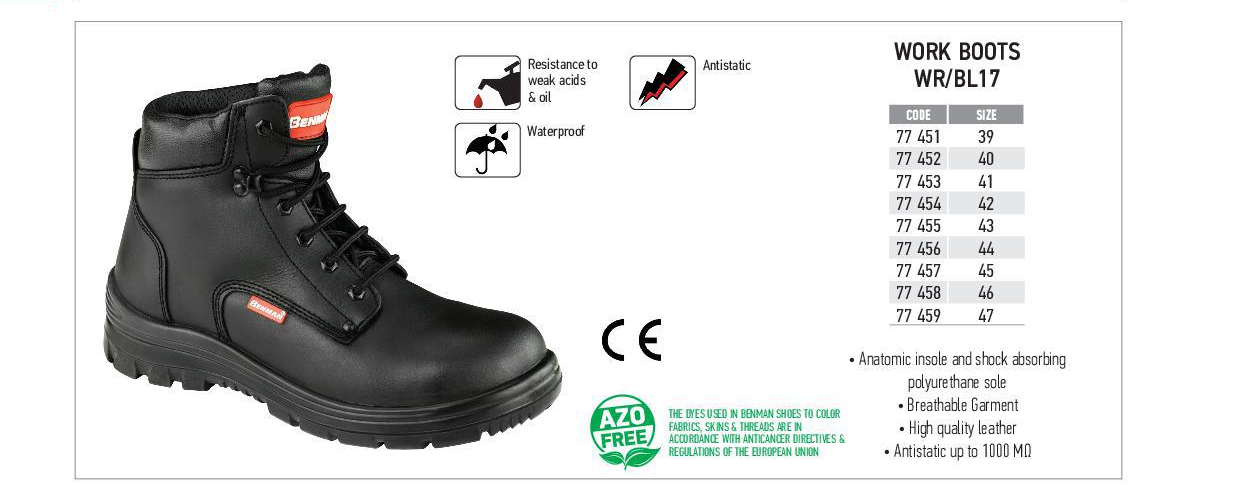 BENMAN
BENMAN
Resistance to
weak acids
& oil
Antistatic
Waterproof
WORK BOOTS
WR/BL17
CODE SIZE
77 451 39
77 452 40
77 453 41
77 454 42
77 455 43
77 456 44
77 457 45
77 458 46
77 459 47
CE
AZO
FREE
THE DYES USED IN BENMAN SHOES TO COLOR
FABRICS, SKINS & THREADS ARE IN
ACCORDANCE WITH ANTICANCER DIRECTIVES &
REGULATIONS OF THE EUROPEAN UNION
• Anatomic insole and shock absorbing
polyurethane sole
• Breathable Garment
• High quality leather
• Antistatic up to 1000 MΩ